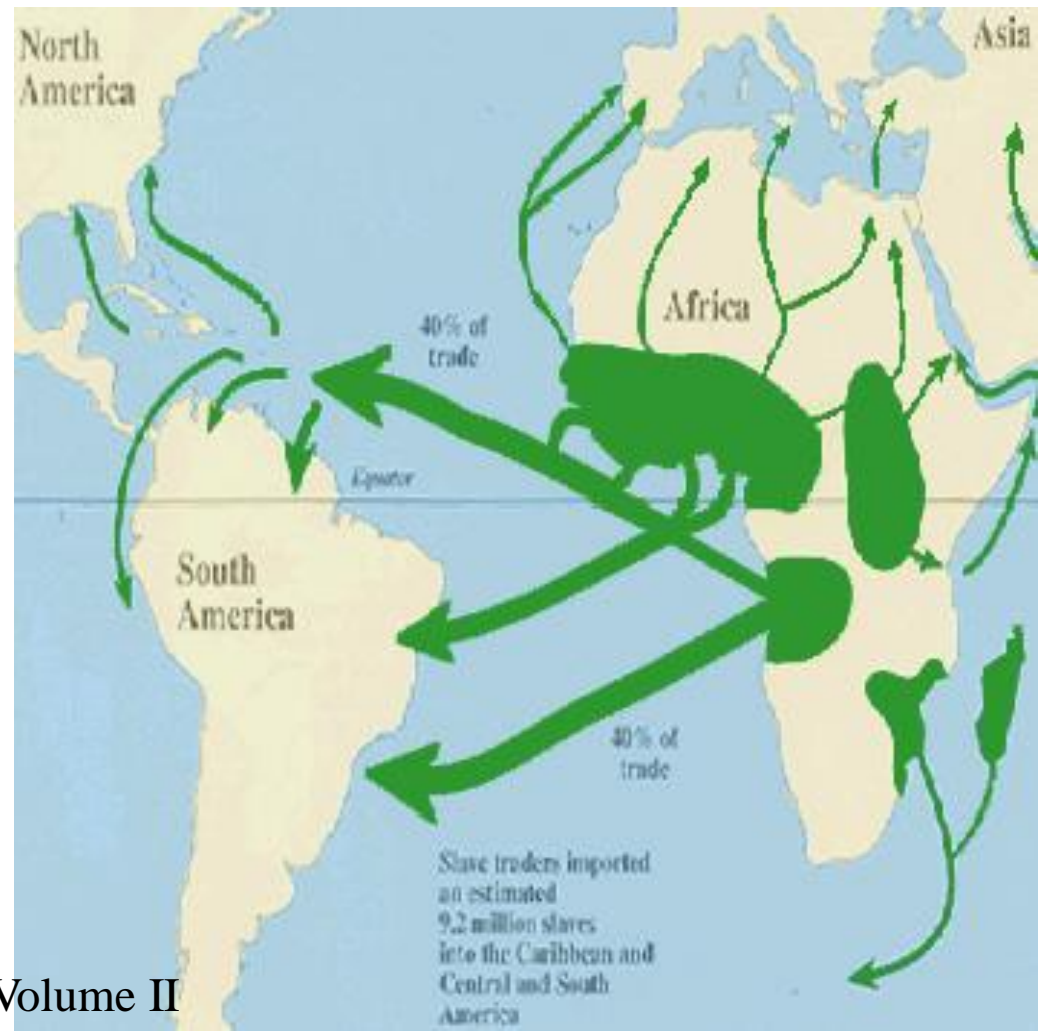 North
America
Asia
Africa
40% of
trade
Equator
South
America
40% of
trade
Slave traders imported
an estimated
9.2 million slaves
into the Caribbean and
Central and South
America
Volume II